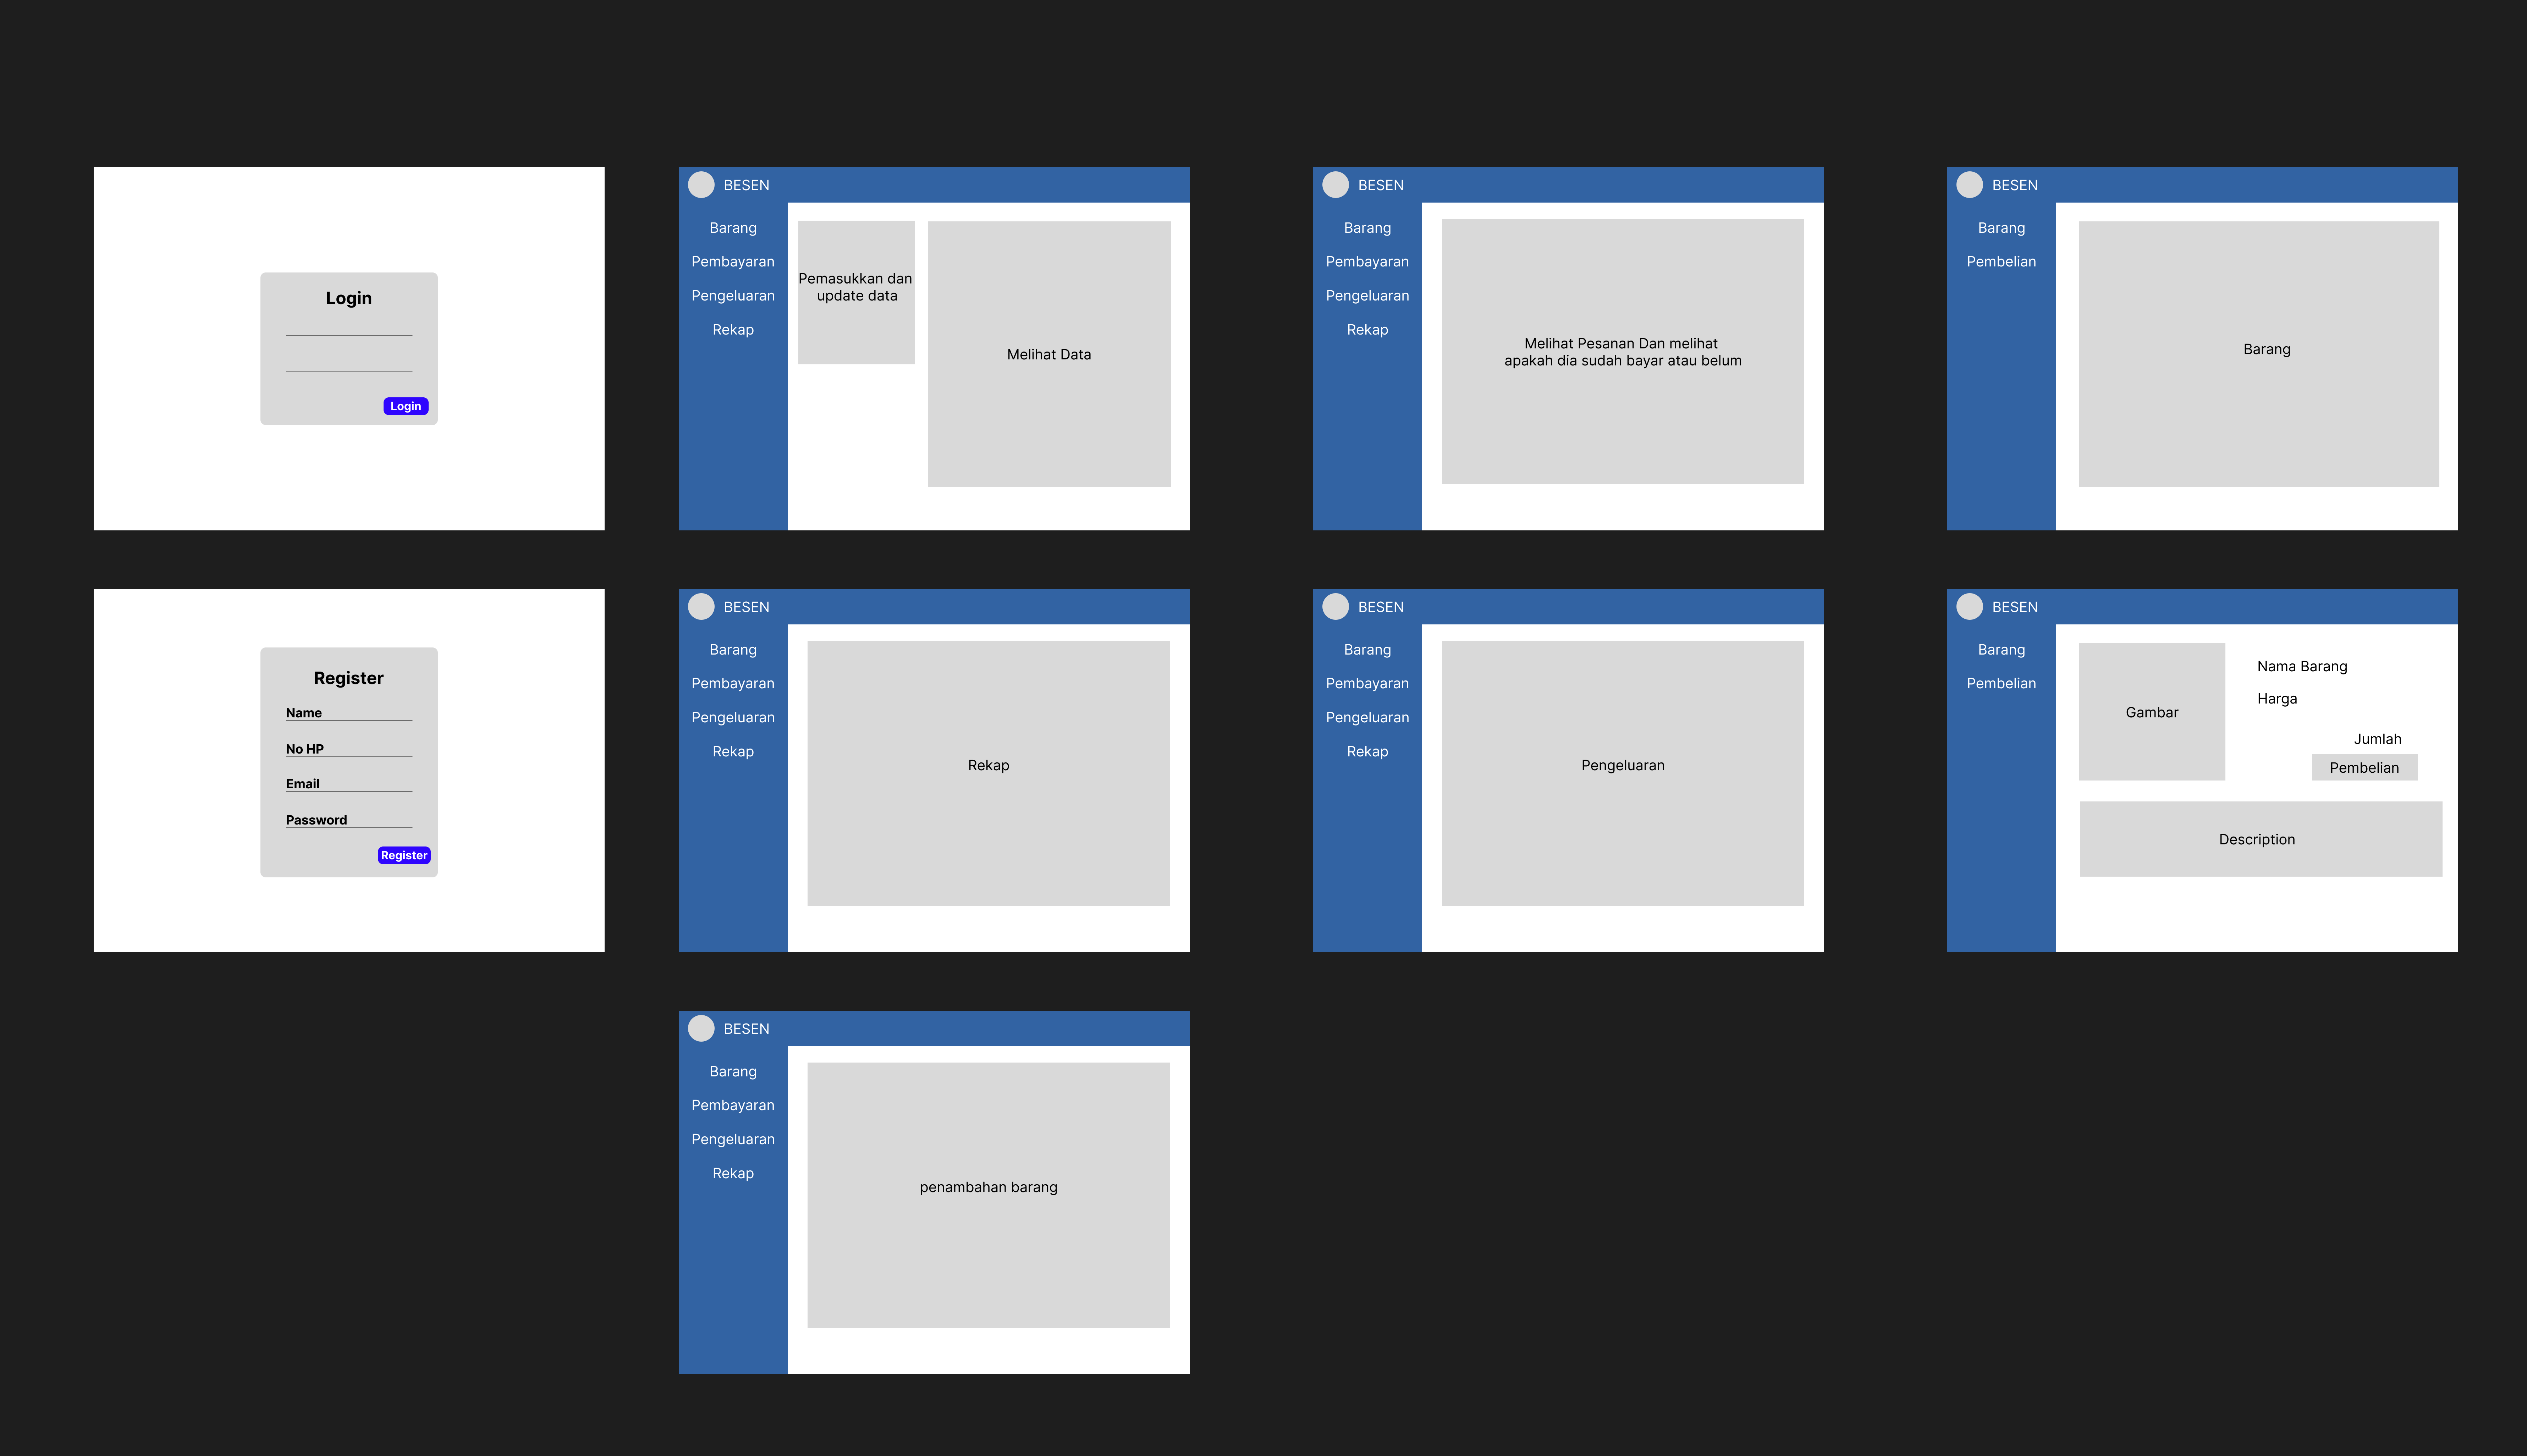 Login
Login
BESEN
Barang
Pembayaran
Pengeluaran
Rekap
Pemasukkan dan
update data
Melihat Data
BESEN
Barang
Pembayaran
Pengeluaran
Rekap
Melihat Pesanan Dan melihat
apakah dia sudah bayar atau belum
BESEN
Barang
Pembelian
Barang
Register
Name
No HP
Email
Password
Register
BESEN
Barang
Pembayaran
Pengeluaran
Rekap
Rekap
BESEN
Barang
Pembayaran
Pengeluaran
Rekap
Pengeluaran
BESEN
Barang
Pembelian
Gambar
Nama Barang
Harga
Jumlah
Pembelian
Description
BESEN
Barang
Pembayaran
Pengeluaran
Rekap
penambahan barang